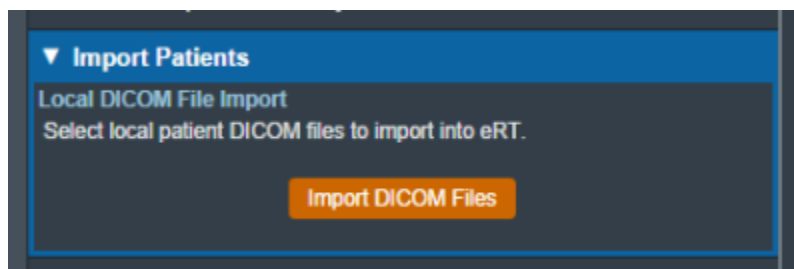 ▼ Import Patients
Local DICOM File Import
Select local patient DICOM files to import into eRT.
Import DICOM Files